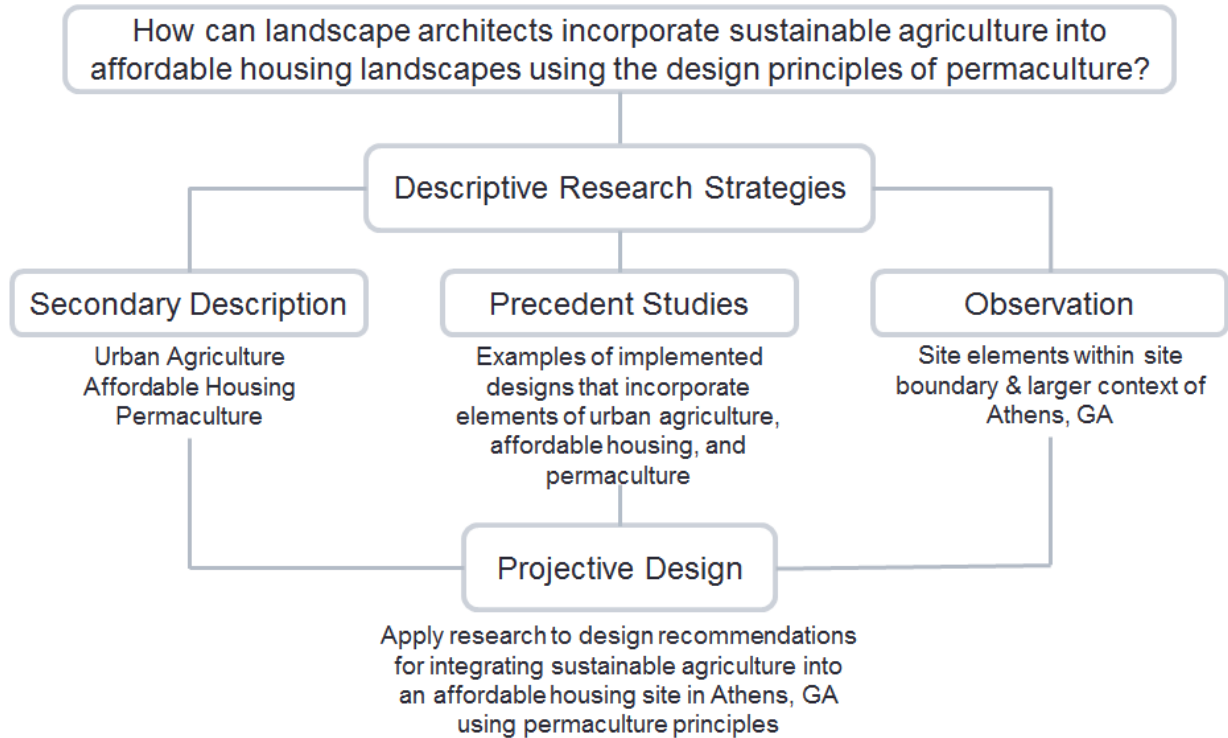 How can landscape architects incorporate sustainable agriculture into
affordable housing landscapes using the design principles of permaculture?
Descriptive Research Strategies
Secondary Description
Urban Agriculture
Affordable Housing
Permaculture
Precedent Studies
Examples of implemented
designs that incorporate
elements of urban agriculture,
affordable housing, and
permaculture
Observation
Site elements within site
boundary & larger context of
Athens, GA
Projective Design
Apply research to design recommendations
for integrating sustainable agriculture into
an affordable housing site in Athens, GA
using permaculture principles